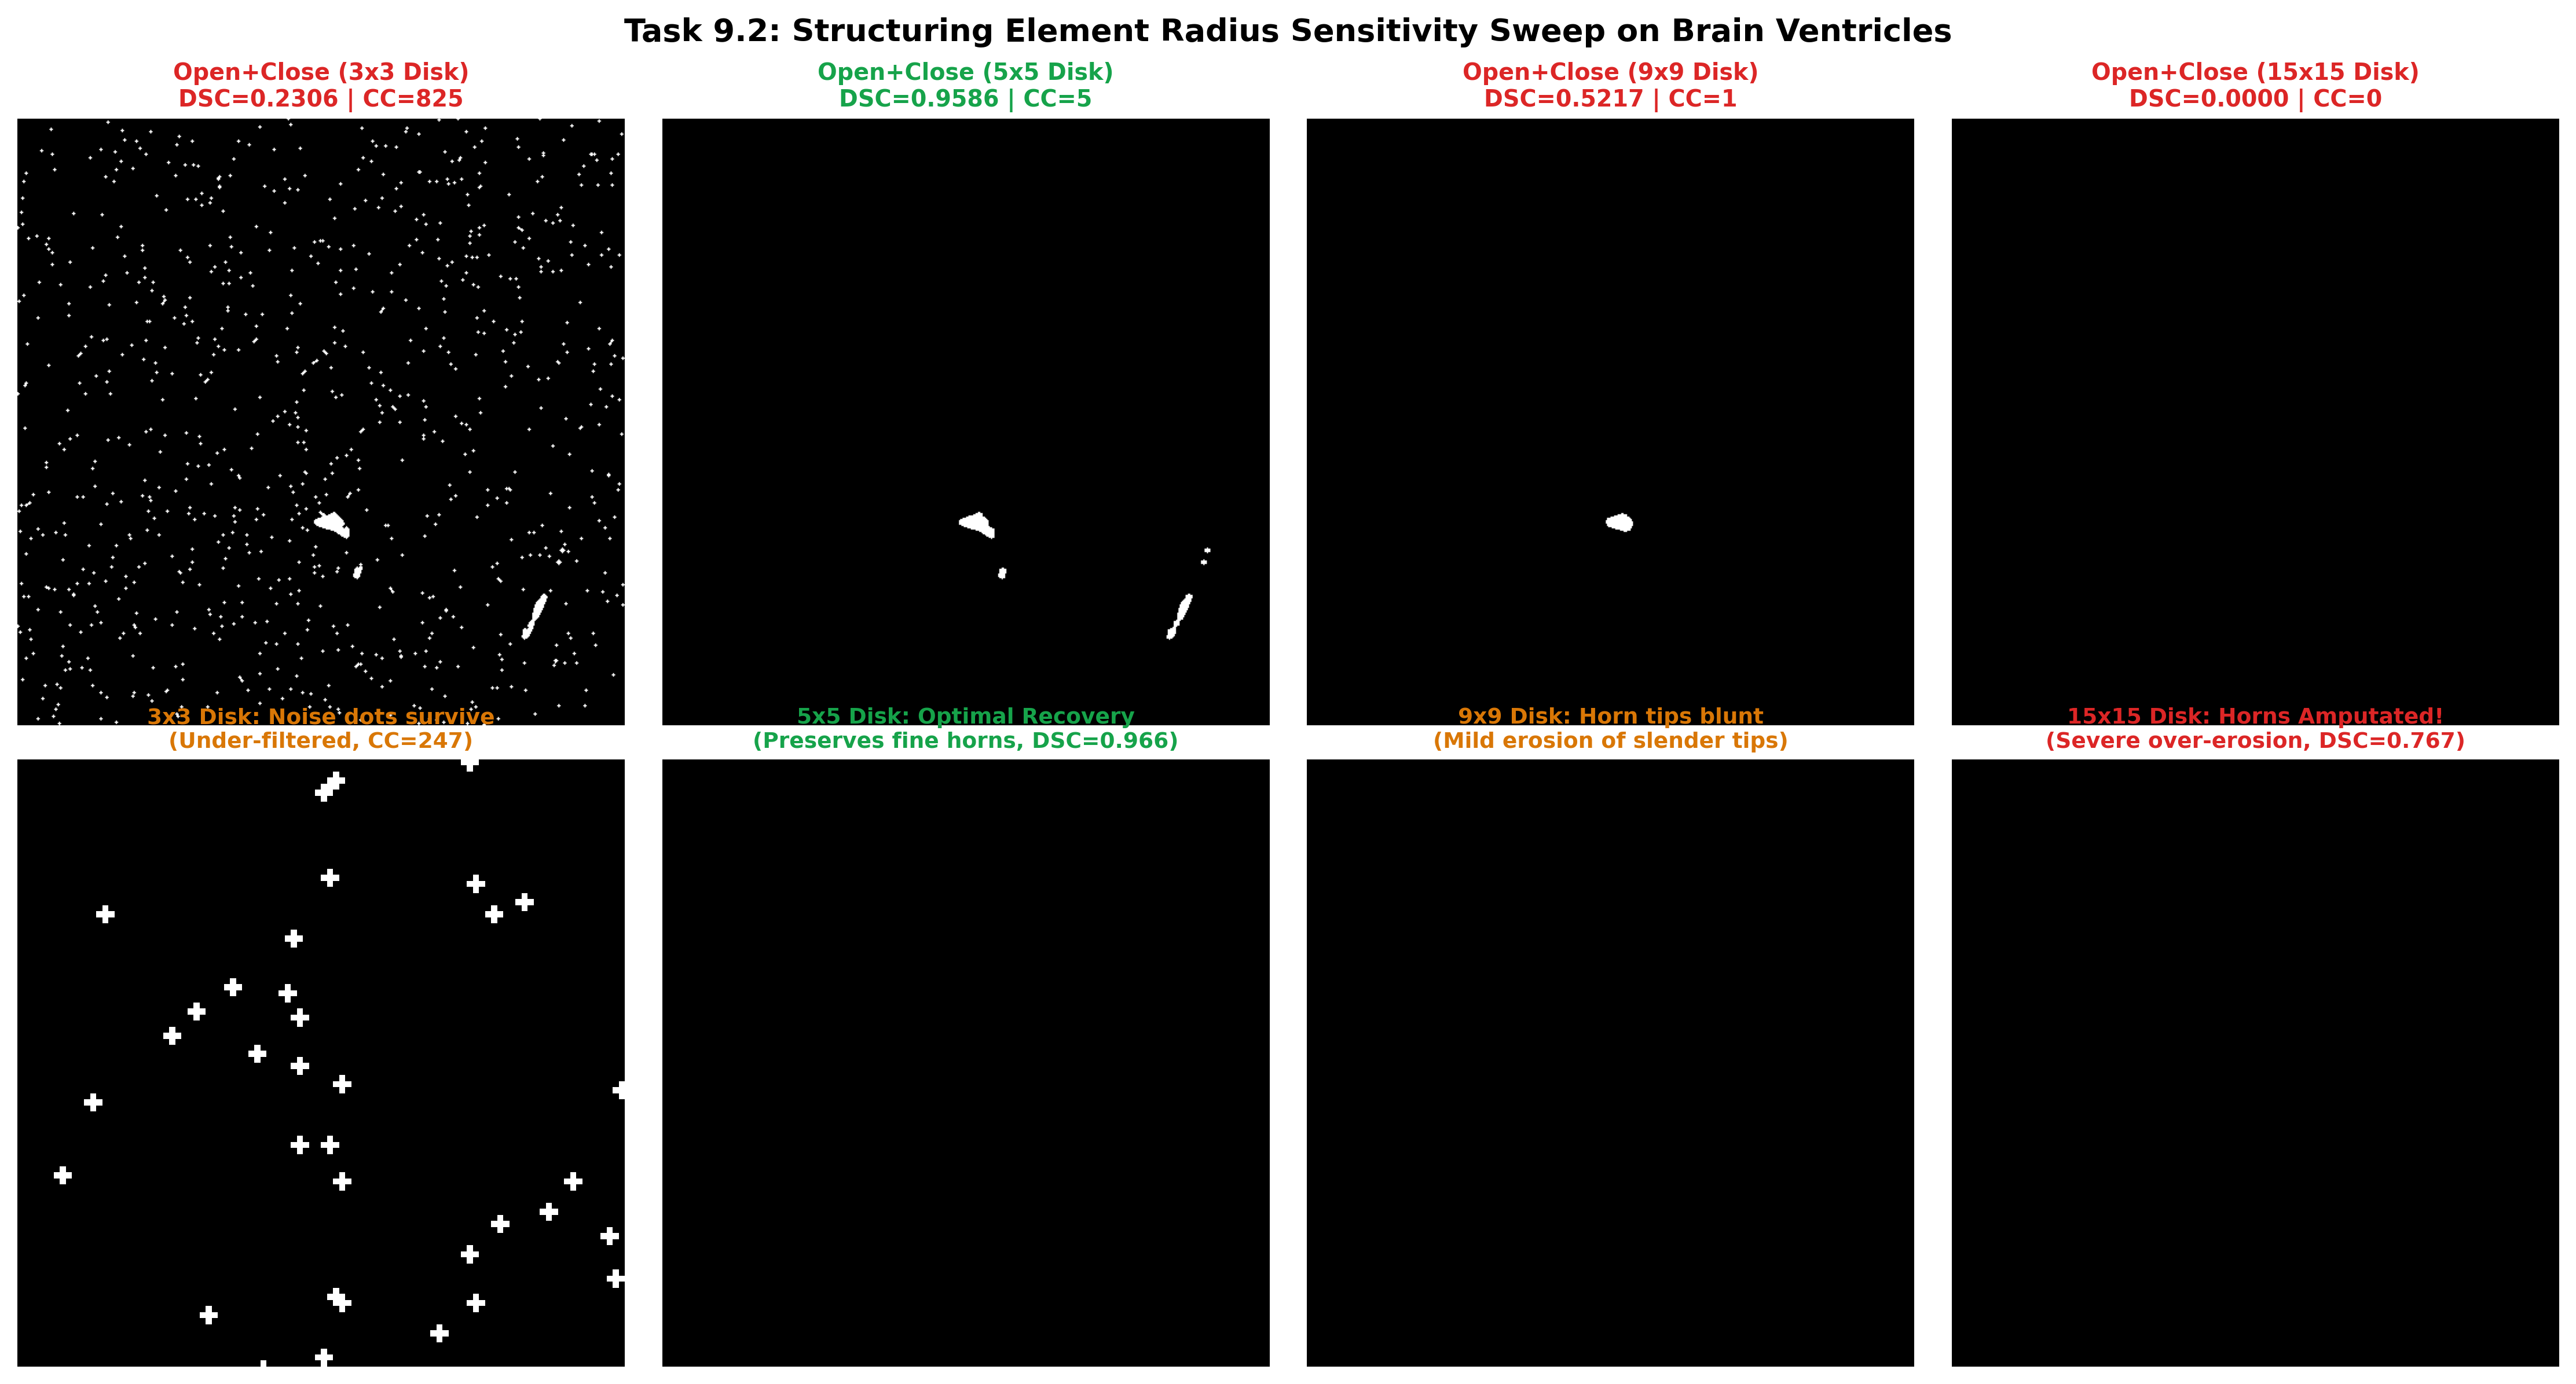 Task 9.2: Structuring Element Radius Sensitivity Sweep on Brain Ventricles
Open+Close (3x3 Disk)
DSC=0.2306 | CC=825
Open+Close (5x5 Disk)
DSC=0.9586 | CC=5
Open+Close (9x9 Disk)
DSC=0.5217 | CC=1
Open+Close (15x15 Disk)
DSC=0.0000 | CC=0
3x3 Disk: Noise dots survive
(Under-filtered, CC=247)
5x5 Disk: Optimal Recovery
(Preserves fine horns, DSC=0.966)
9x9 Disk: Horn tips blunt
(Mild erosion of slender tips)
15x15 Disk: Horns Amputated!
(Severe over-erosion, DSC=0.767)